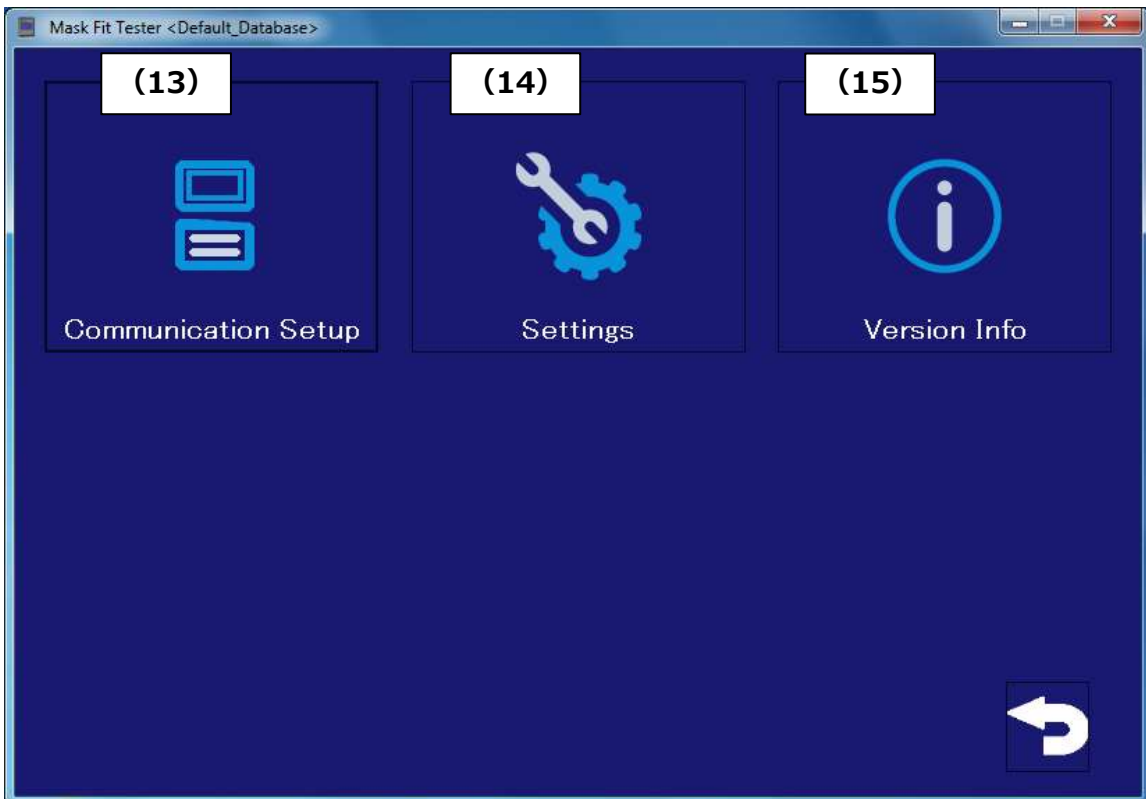 Mask Fit Tester <Default_Database>
(13)
(14)
(15)
Communication Setup
Settings
Version Info